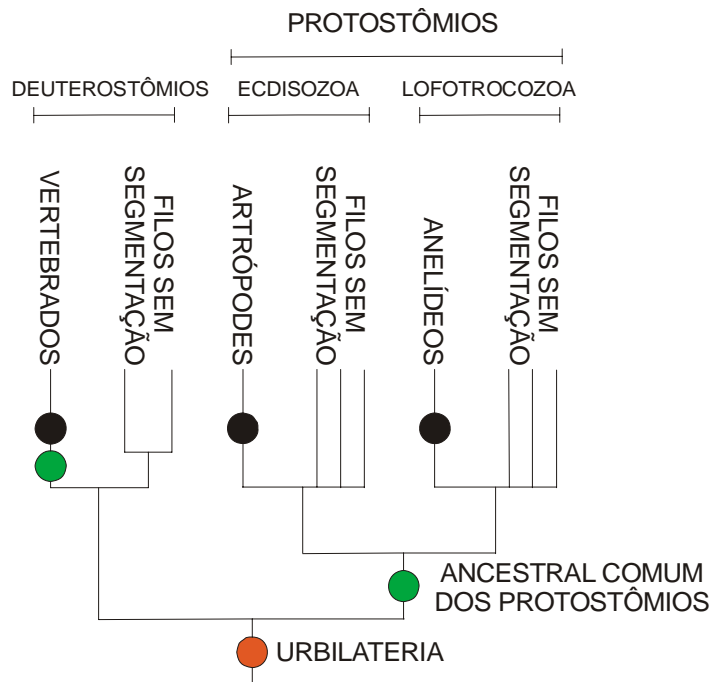 PROTOSTÔMIOS
DEUTEROSTÔMIOS
ECDISOZOA
LOFOTROCOZOA
VERTEBRADOS
FILOS SEM
SEGMENTAÇÃO
ARTRÓPODES
FILOS SEM
SEGMENTAÇÃO
ANELÍDEOS
FILOS SEM
SEGMENTAÇÃO
ANCESTRAL COMUM
DOS PROTOSTÔMIOS
URBILATERIA